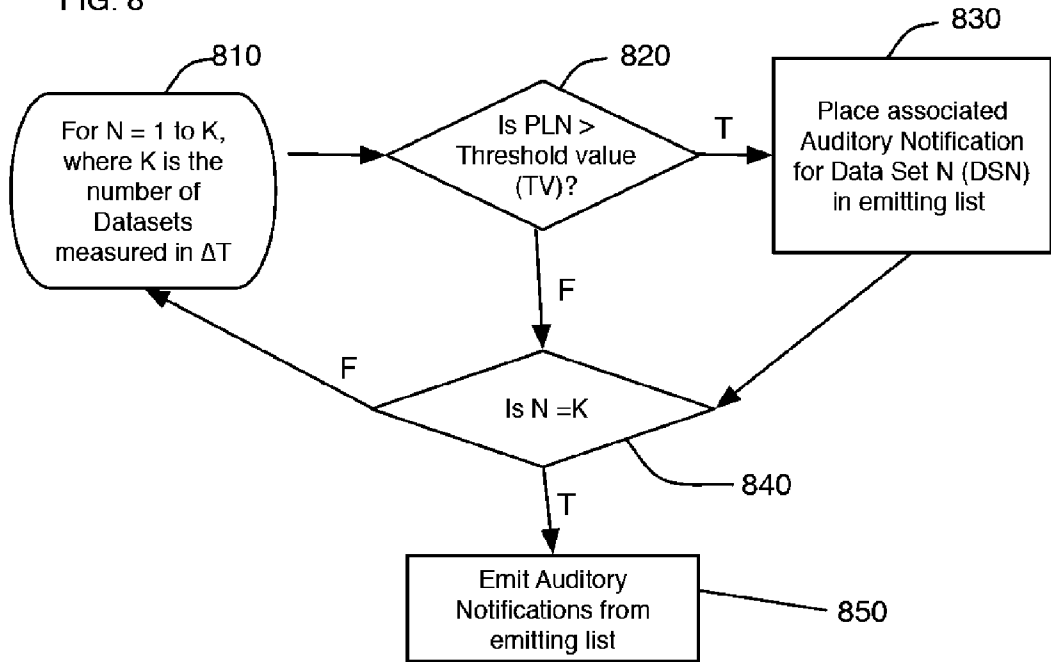 FIG. 8
810
820
830
For N = 1 to K,
where K is the
number of
Datasets
measured in ΔT
Is PLN >
Threshold value
(TV)?
T
Place associated
Auditory Notification
for Data Set N (DSN)
in emitting list
F
F
Is N =K
840
T
Emit Auditory
Notifications from
emitting list
850